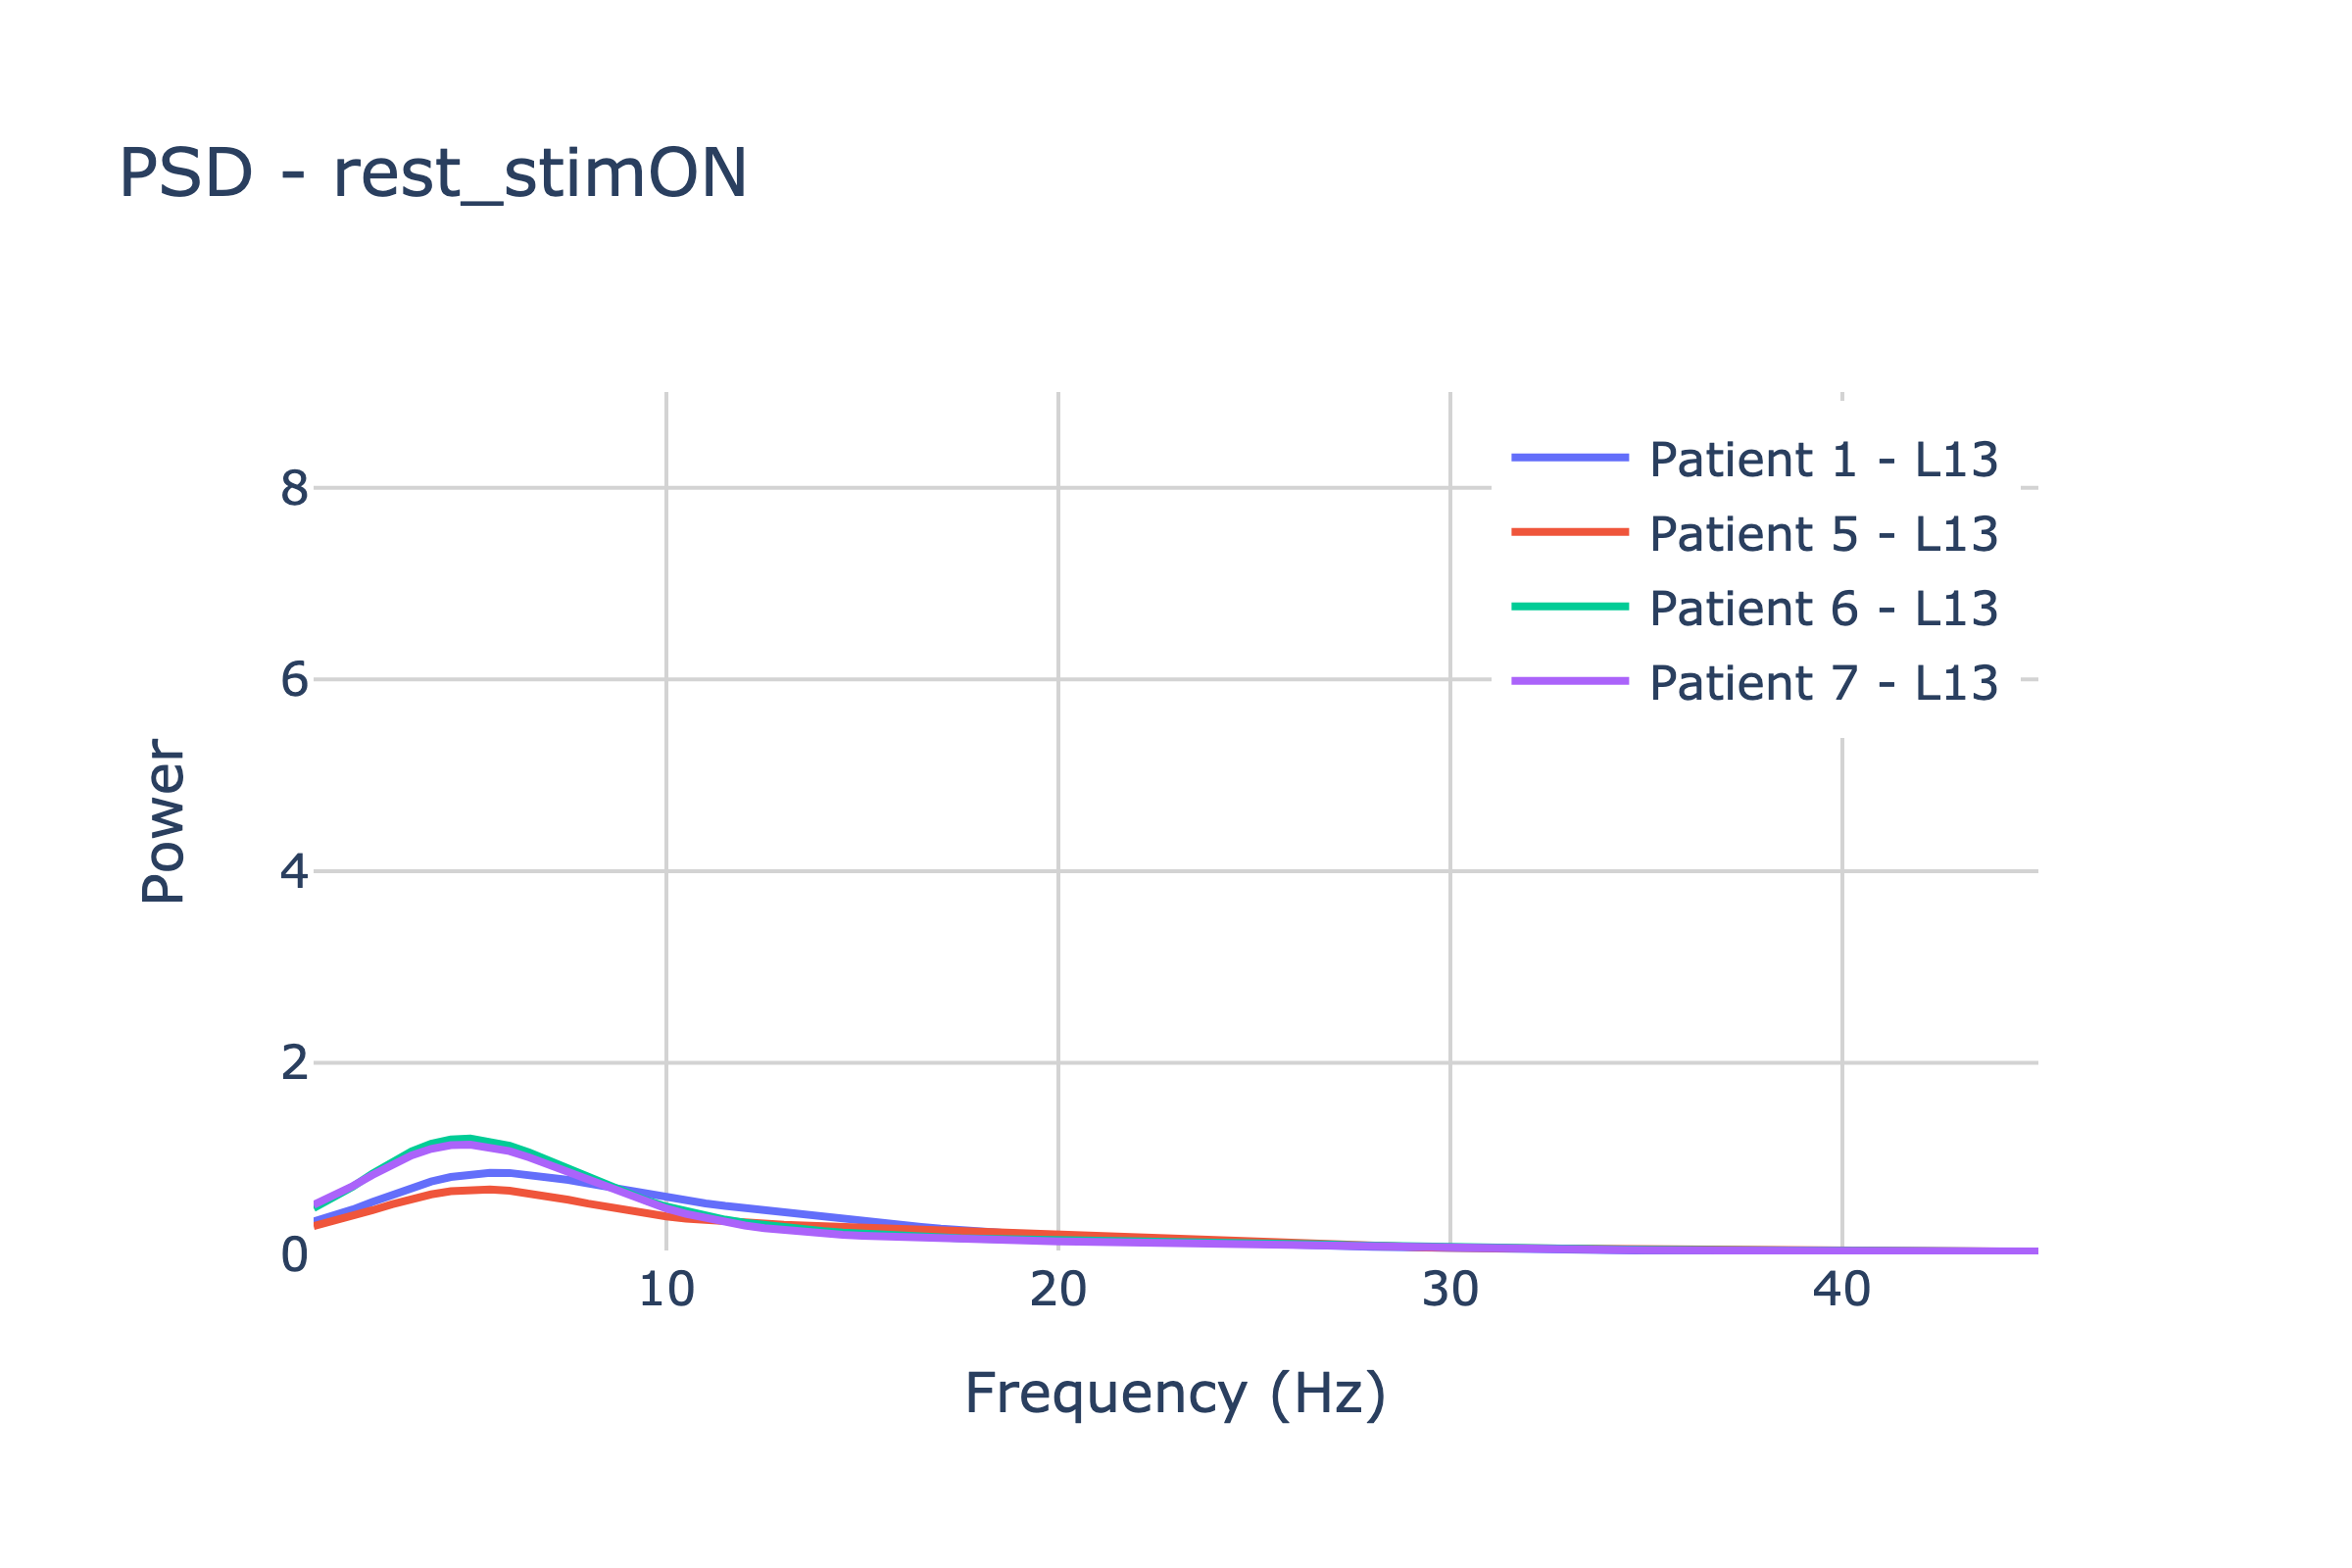 PSD - rest_stimON
Patient 1 - L13
Patient 5 - L13
Patient 6 - L13
Patient 7 - L13
8
6
4
2
0
Power
10 20 30 40
Frequency (Hz)